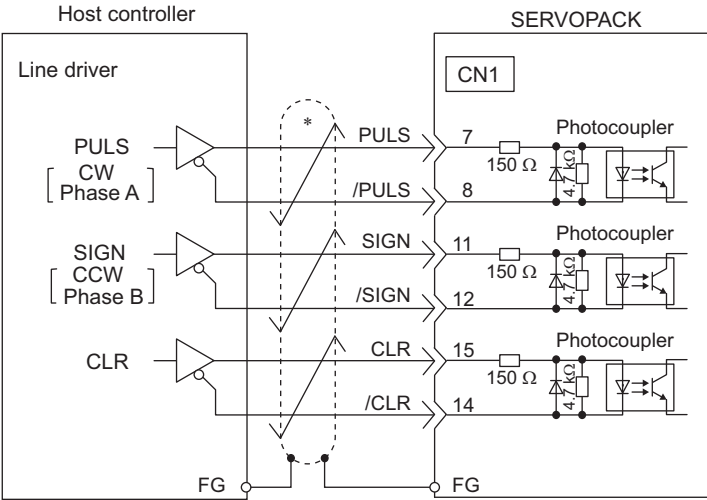 Host controller
SERVOPACK
Line driver
CN1
*
PULS
CW
Phase A
PULS
7
150 Ω
4.7 kΩ
Photocoupler
/PULS
8
SIGN
CCW
Phase B
SIGN
11
150 Ω
4.7 kΩ
Photocoupler
/SIGN
12
CLR
CLR
15
150 Ω
4.7 kΩ
Photocoupler
/CLR
14
FG
FG